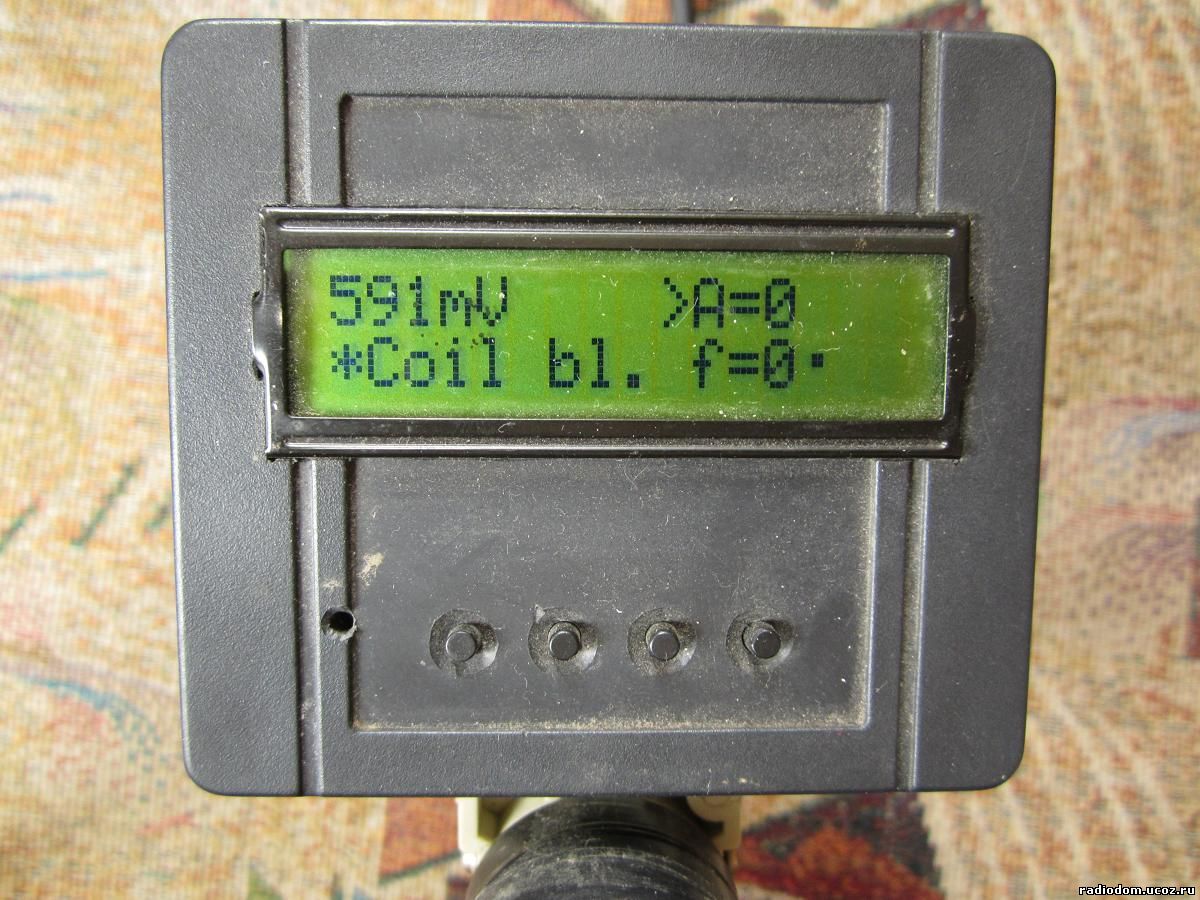 591mV >A=0
*Coil bl. f=0·
radiodom.ucoz.ru